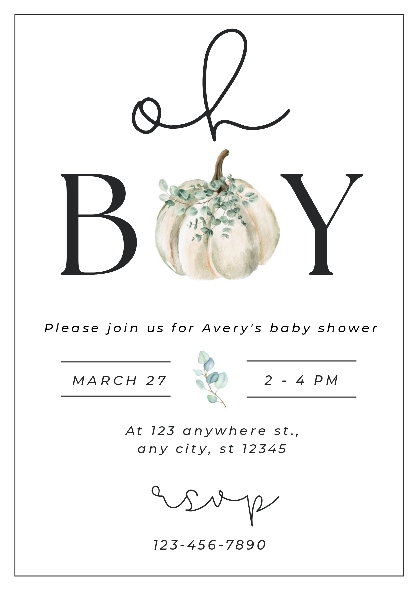 oh
BOY
Please join us for Avery's baby shower
MARCH 27
2 - 4 PM
At 123 anywhere st.,
any city, st 12345
rsvp
123-456-7890